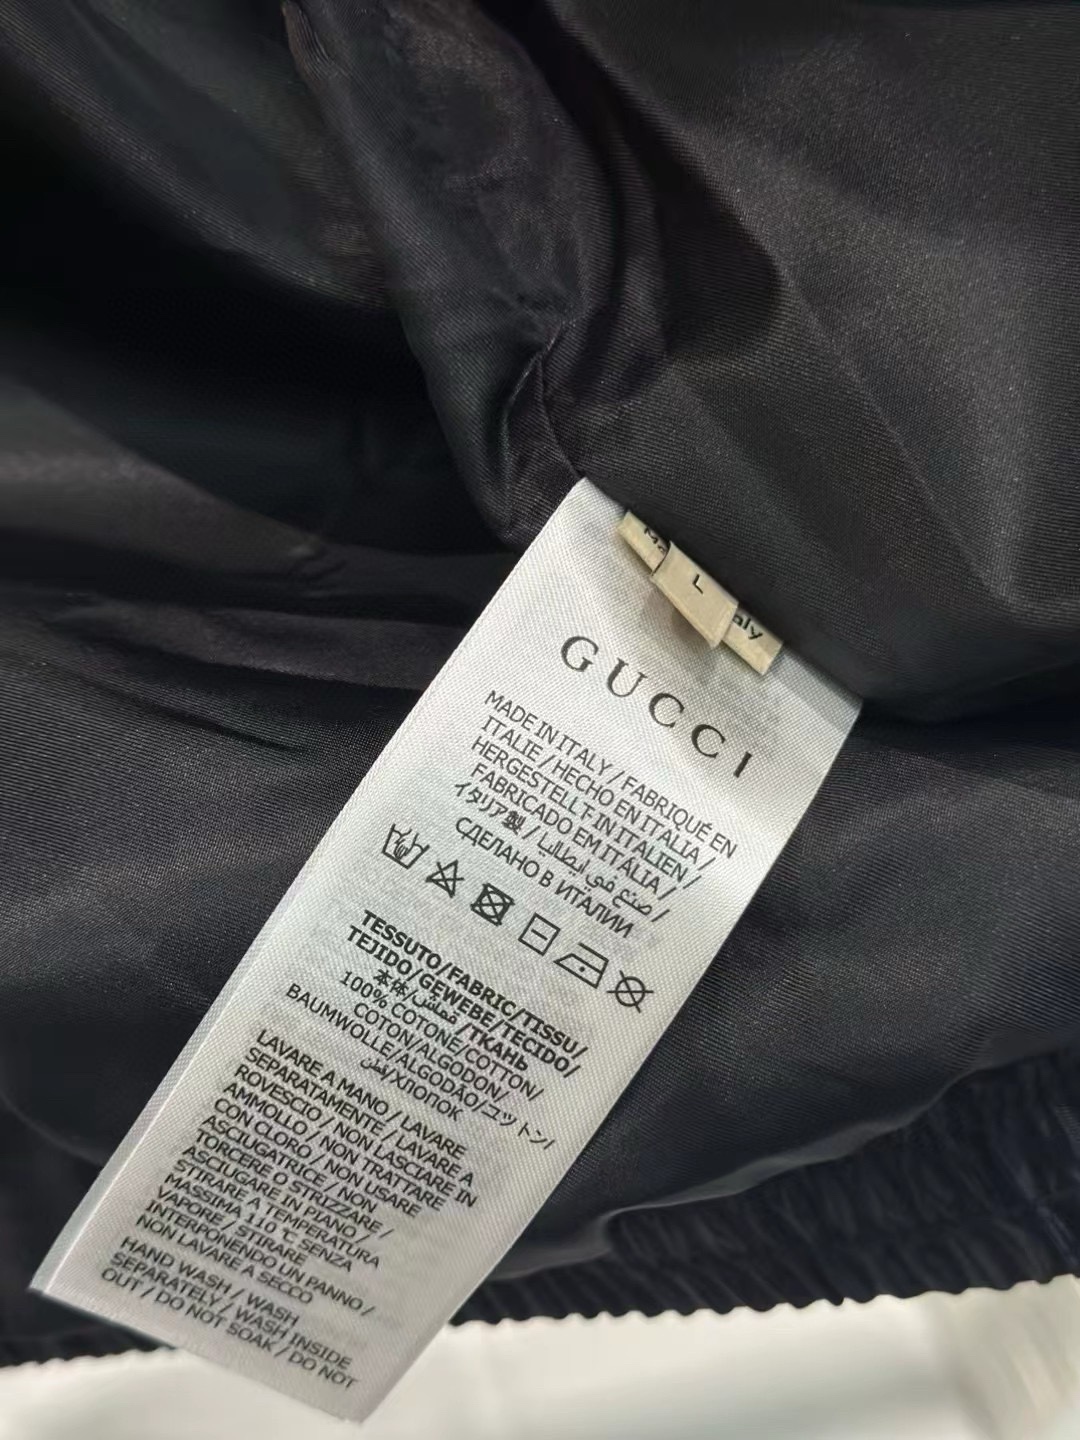 Ma
L
aly
GUCCI
MADE IN ITALY / FABRIQUÉ EN
ITALIE / HECHO EN ITALIA /
HERGESTELLT IN ITALIEN /
FABRICADO EM ITÁLIA /
イタリア製 / صنع في إيطاليا /
СДЕЛАНО В ИТАЛИИ
TESSUTO/FABRIC/TISSU/
TEJIDO/GEWEBE/TECIDO/
本体/قماش/ТКАНЬ
100% COTONE/COTTON/
COTON/ALGODON/
BAUMWOLLE/ALGODÃO/ユットン/
قطن/ХЛОПОК
LAVARE A MANO / LAVARE
SEPARATAMENTE / LAVARE A
ROVESCIO / NON LASCIARE IN
AMMOLLO / NON TRATTARE
CON CLORO / NON USARE
ASCIUGATRICE / NON
TORCERE O STRIZZARE /
ASCIUGARE IN PIANO /
STIRARE A TEMPERATURA
MASSIMA 110 °C SENZA
VAPORE / STIRARE
INTERPONENDO UN PANNO /
NON LAVARE A SECCO
HAND WASH / WASH
SEPARATELY / WASH INSIDE
OUT / DO NOT SOAK / DO NOT